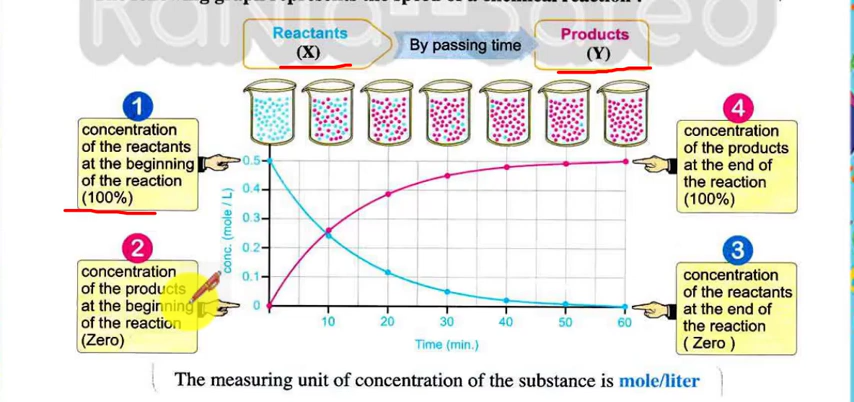 Reactants
(X)
By passing time
Products
(Y)
1
concentration
of the reactants
at the beginning
of the reaction
(100%)
2
concentration
of the products
at the beginning
of the reaction
(Zero)
conc. (mole / L)
0.5
0.4
0.3
0.2
0.1
0
10
20
30
40
50
60
Time (min.)
4
concentration
of the products
at the end of
the reaction
(100%)
3
concentration
of the reactants
at the end of
the reaction
( Zero )
The measuring unit of concentration of the substance is mole/liter